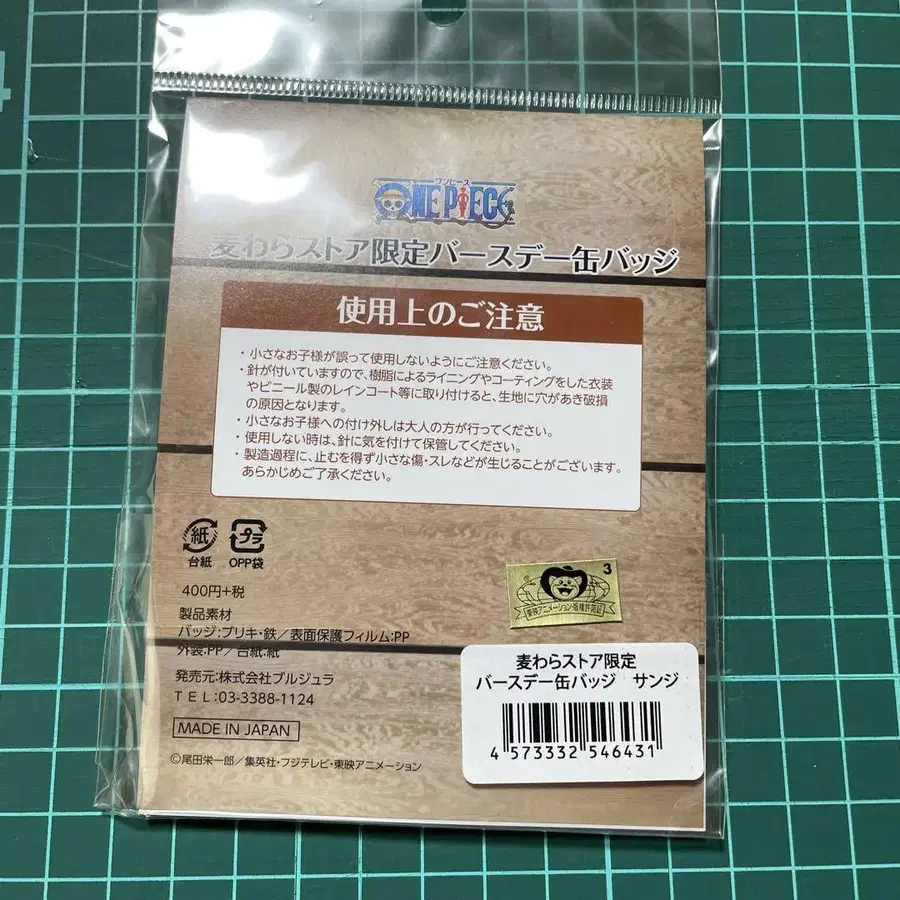 ワンピース
ONE PIECE
麦わらストア限定バースデー缶バッジ
使用上のご注意
・小さなお子様が誤って使用しないようにご注意ください。
・針が付いていますので、樹脂によるライニングやコーティングをした衣装
やビニール製のレインコート等に取り付けると、生地に穴があき破損
の原因となります。
・小さなお子様への付け外しは大人の方が行ってください。
・使用しない時は、針に気を付けて保管してください。
・製造過程に、止むを得ず小さな傷・スレなどが生じることがございます。
あらかじめご了承ください。
紙
台紙
プラ
OPP袋
400円+税
製品素材
バッジ:ブリキ・鉄/表面保護フィルム:PP
外装:PP/台紙:紙
発売元:株式会社ブルジュラ
TEL:03-3388-1124
MADE IN JAPAN
©尾田栄一郎/集英社・フジテレビ・東映アニメーション
3
東映アニメーション・版権許諾証
麦わらストア限定
バースデー缶バッジ サンジ
4 573332 546431